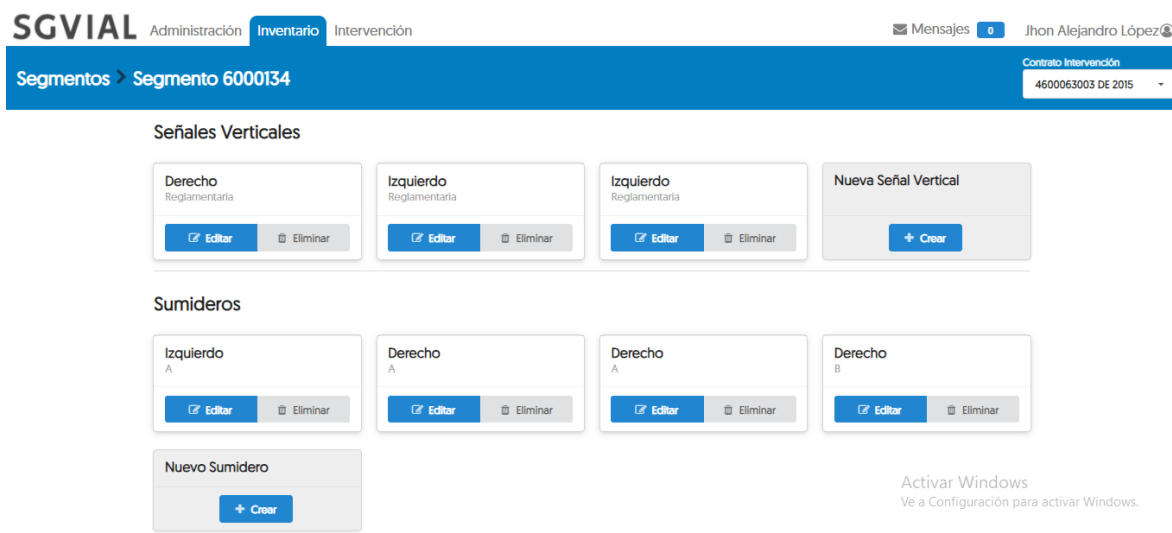 SGVIAL Administración Inventario Intervención Mensajes 0 Jhon Alejandro López
Segmentos Segmento 6000134
Contrato Intervención
4600063003 DE 2015
Señales Verticales
Derecho Izquierdo Izquierdo Nueva Señal Vertical
Reglamentaria Reglamentaria Reglamentaria
Editar Eliminar Editar Eliminar Editar Eliminar + Crear
Sumideros
Izquierdo Derecho Derecho Derecho
A A A B
Editar Eliminar Editar Eliminar Editar Eliminar Editar Eliminar
Nuevo Sumidero
+ Crear
Activar Windows
Ve a Configuración para activar Windows.